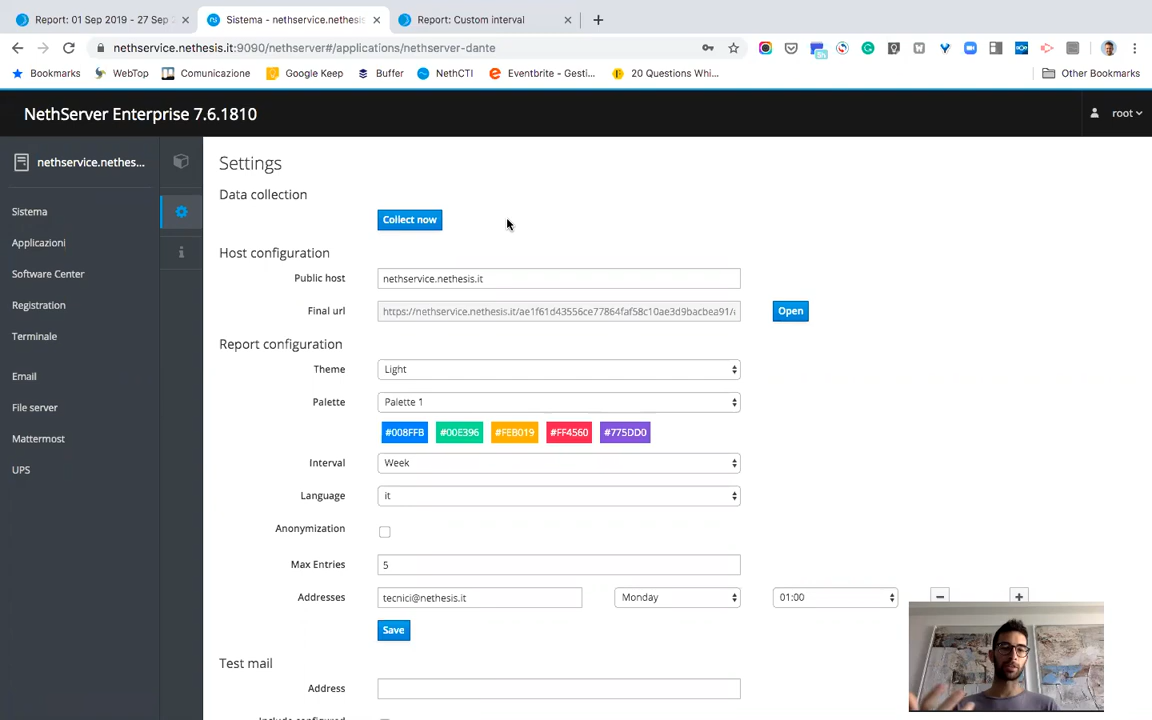 Report: 01 Sep 2019 - 27 Sep
Sistema - nethservice.nethesis
Report: Custom interval
nethservice.nethesis.it:9090/nethserver#/applications/nethserver-dante
Bookmarks
WebTop
Comunicazione
Google Keep
Buffer
NethCTI
Eventbrite - Gesti...
20 Questions Whi...
Other Bookmarks
NethServer Enterprise 7.6.1810
root
nethservice.nethes...
Sistema
Applicazioni
Software Center
Registration
Terminale
Email
File server
Mattermost
UPS
Settings
Data collection
Collect now
Host configuration
Public host
nethservice.nethesis.it
Final url
https://nethservice.nethesis.it/ae1f61d43556ce77864faf58c10ae3d9bacbea91/
Open
Report configuration
Theme
Light
Palette
Palette 1
#008FFB
#00E396
#FEB019
#FF4560
#775DD0
Interval
Week
Language
it
Anonymization
Max Entries
5
Addresses
tecnici@nethesis.it
Monday
01:00
Save
Test mail
Address
Include configured